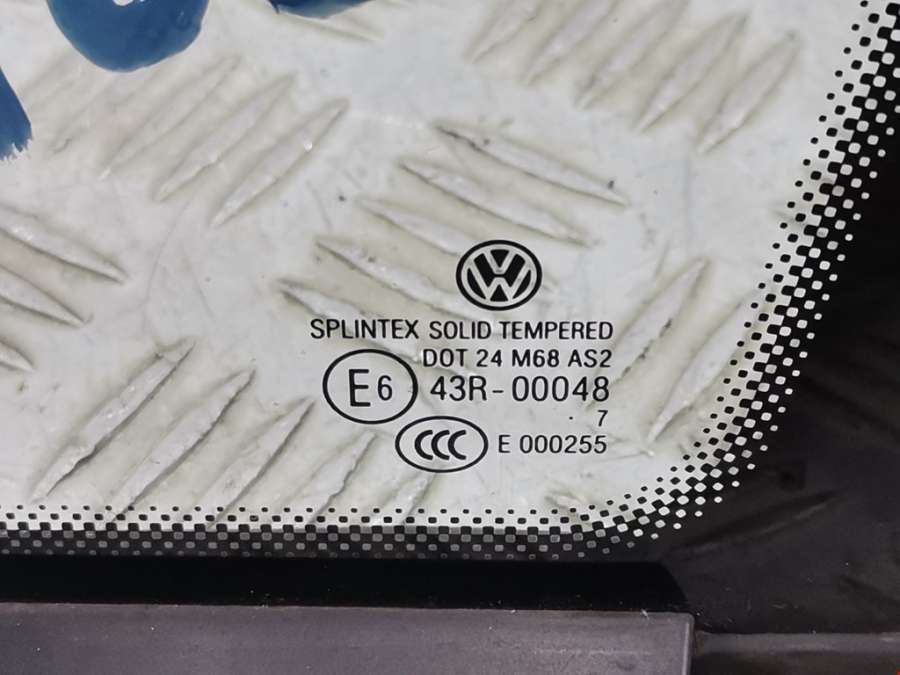 SPLINTEX SOLID TEMPERED
DOT 24 M68 AS2
E6 43R-00048
. 7
CCC E 000255